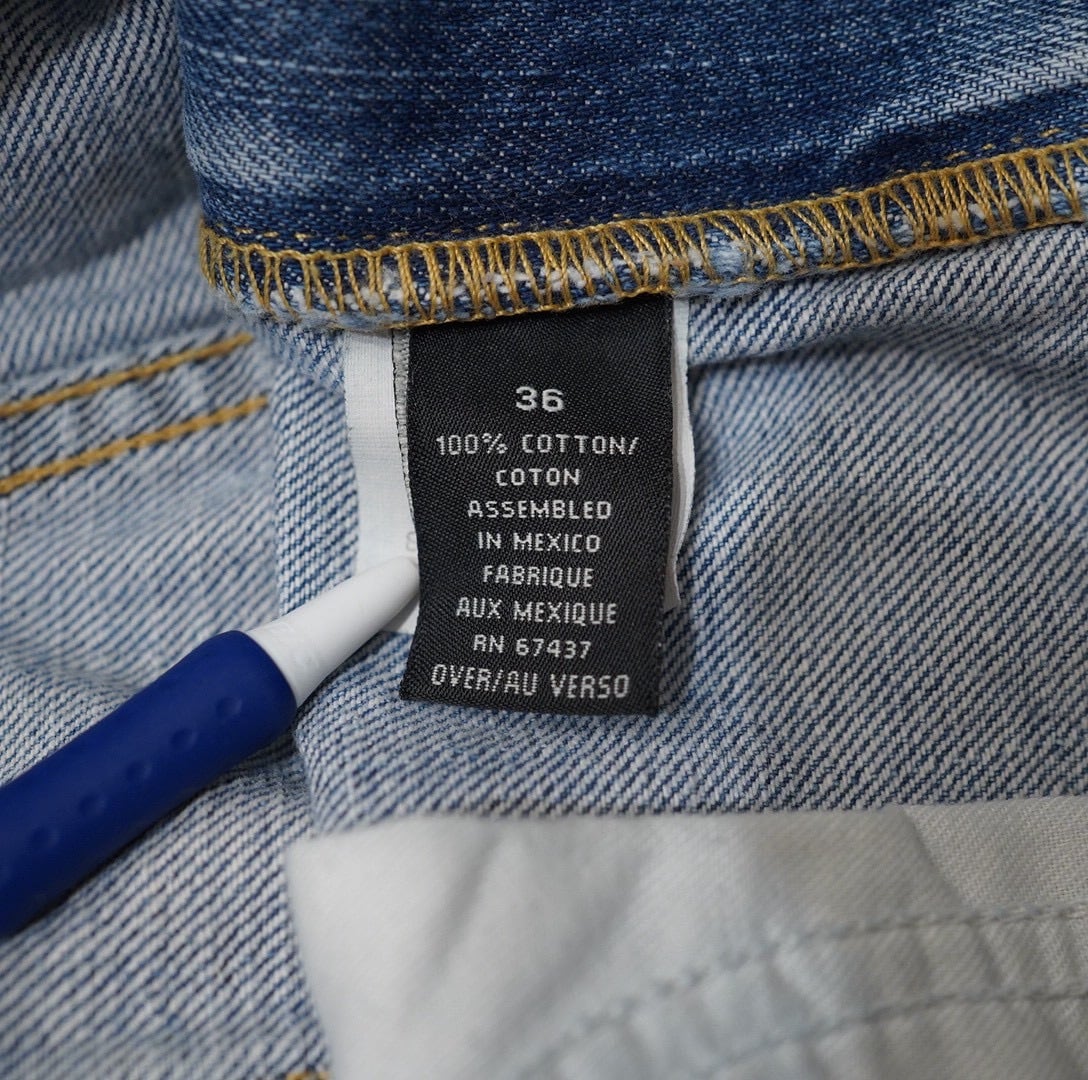 36
100% COTTON/
COTON
ASSEMBLED
IN MEXICO
FABRIQUE
AUX MEXIQUE
RN 67437
OVER/AU VERSO